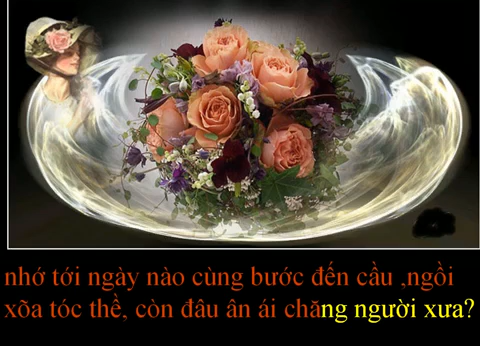 nhớ tới ngày nào cùng bước đến cầu ,ngồi
xõa tóc thề, còn đâu ân ái chăng người xưa?